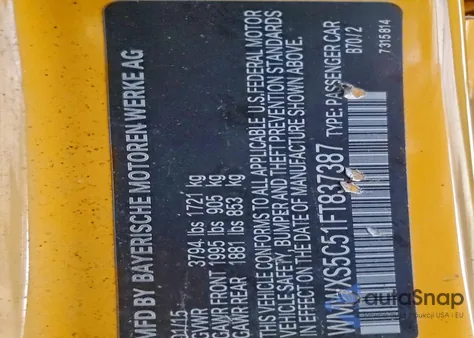 MFD BY BAYERISCHE MOTOREN WERKE AG
04/15
GVWR 3794 lbs 1721 kg
GAWR FRONT 1995 lbs 905 kg
GAWR REAR 1881 lbs 853 kg
THIS VEHICLE CONFORMS TO ALL APPLICABLE U.S.FEDERAL MOTOR
VEHICLE SAFETY, BUMPER AND THEFT PREVENTION STANDARDS
IN EFFECT ON THE DATE OF MANUFACTURE SHOWN ABOVE.
WMWXS5C51FT837387 TYPE: PASSENGER CAR
B7012
7315814
autoSnap
USA - EU